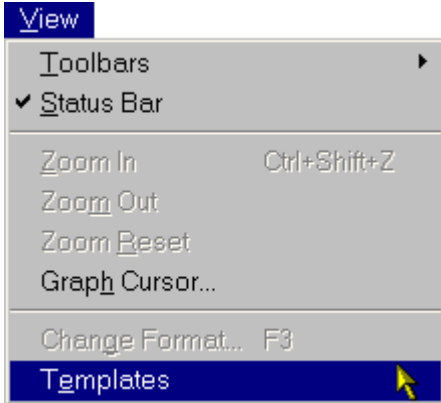 View
Toolbars
Status Bar
Zoom In Ctrl+Shift+Z
Zoom Out
Zoom Reset
Graph Cursor...
Change Format... F3
Templates